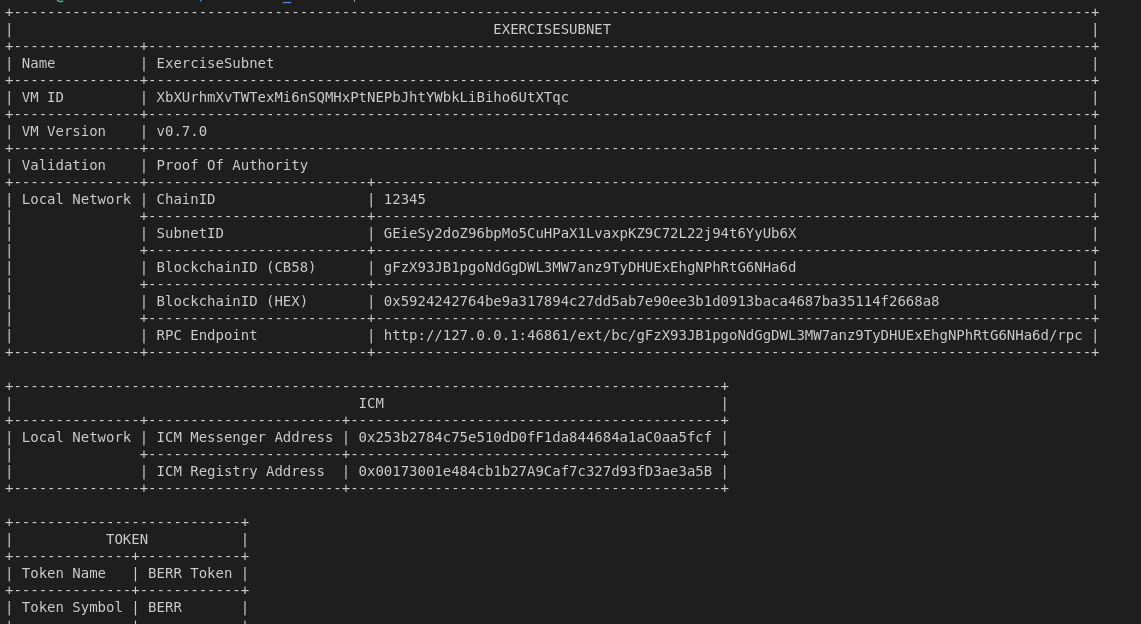 EXERCISESUBNET
Name ExerciseSubnet
VM ID XbXUrhmXvTWTexMi6nSQMHxPtNEPbJhtYWbkLiBiho6UtXTqc
VM Version v0.7.0
Validation Proof Of Authority
Local Network ChainID 12345
SubnetID GEieSy2doZ96bpMo5CuHPaX1LvaxpKZ9C72L22j94t6YyUb6X
BlockchainID (CB58) gFzX93JB1pgoNdGgDWL3MW7anz9TyDHUExEhgNPhRtG6NHa6d
BlockchainID (HEX) 0x5924242764be9a317894c27dd5ab7e90ee3b1d0913baca4687ba35114f2668a8
RPC Endpoint http://127.0.0.1:46861/ext/bc/gFzX93JB1pgoNdGgDWL3MW7anz9TyDHUExEhgNPhRtG6NHa6d/rpc
ICM
Local Network ICM Messenger Address 0x253b2784c75e510dD0fF1da844684a1aC0aa5fcf
ICM Registry Address 0x00173001e484cb1b27A9Caf7c327d93fD3ae3a5B
TOKEN
Token Name BERR Token
Token Symbol BERR